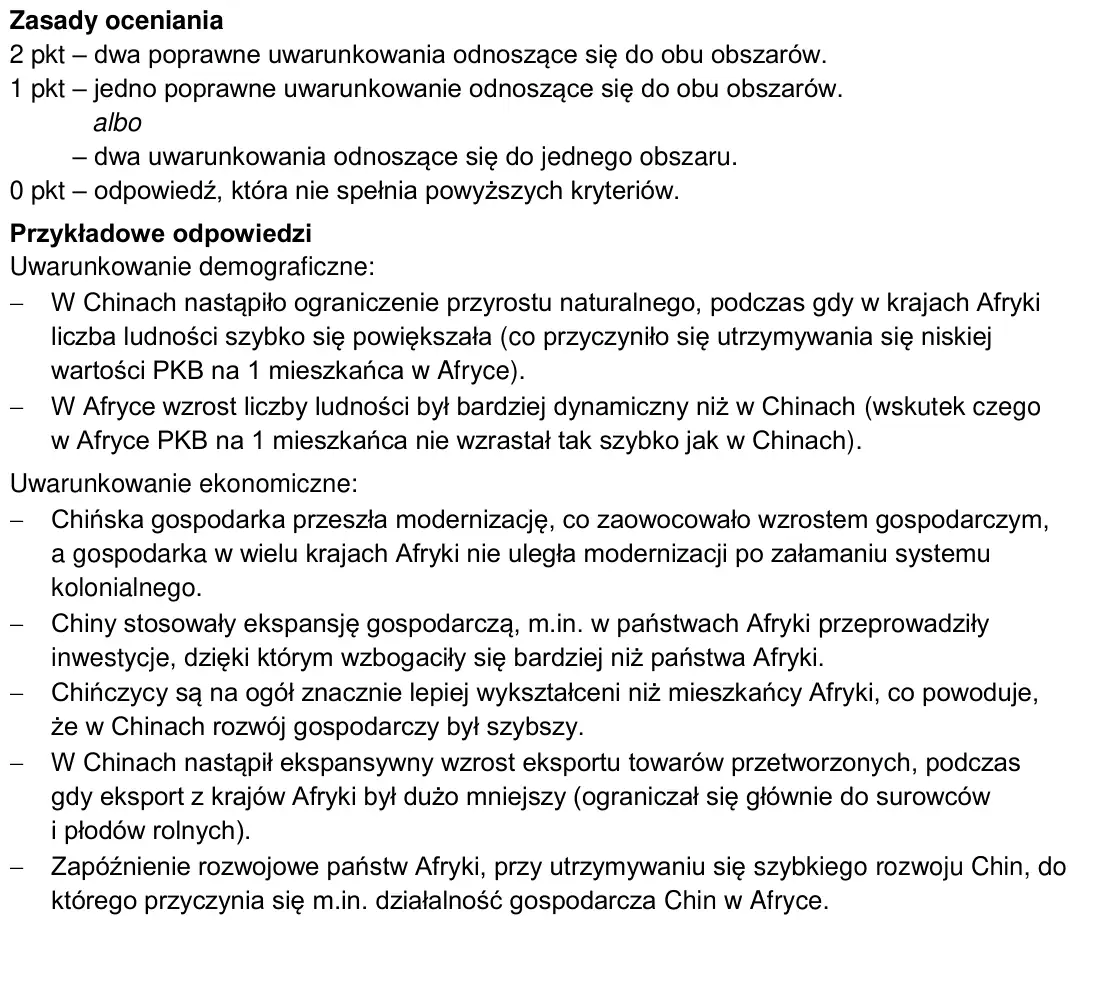 Zasady oceniania
2 pkt – dwa poprawne uwarunkowania odnoszące się do obu obszarów.
1 pkt – jedno poprawne uwarunkowanie odnoszące się do obu obszarów.
albo
– dwa uwarunkowania odnoszące się do jednego obszaru.
0 pkt – odpowiedź, która nie spełnia powyższych kryteriów.
Przykładowe odpowiedzi
Uwarunkowanie demograficzne:
– W Chinach nastąpiło ograniczenie przyrostu naturalnego, podczas gdy w krajach Afryki
liczba ludności szybko się powiększała (co przyczyniło się utrzymywania się niskiej
wartości PKB na 1 mieszkańca w Afryce).
– W Afryce wzrost liczby ludności był bardziej dynamiczny niż w Chinach (wskutek czego
w Afryce PKB na 1 mieszkańca nie wzrastał tak szybko jak w Chinach).
Uwarunkowanie ekonomiczne:
– Chińska gospodarka przeszła modernizację, co zaowocowało wzrostem gospodarczym,
a gospodarka w wielu krajach Afryki nie uległa modernizacji po załamaniu systemu
kolonialnego.
– Chiny stosowały ekspansję gospodarczą, m.in. w państwach Afryki przeprowadziły
inwestycje, dzięki którym wzbogaciły się bardziej niż państwa Afryki.
– Chińczycy są na ogół znacznie lepiej wykształceni niż mieszkańcy Afryki, co powoduje,
że w Chinach rozwój gospodarczy był szybszy.
– W Chinach nastąpił ekspansywny wzrost eksportu towarów przetworzonych, podczas
gdy eksport z krajów Afryki był dużo mniejszy (ograniczał się głównie do surowców
i płodów rolnych).
– Zapóźnienie rozwojowe państw Afryki, przy utrzymywaniu się szybkiego rozwoju Chin, do
którego przyczynia się m.in. działalność gospodarcza Chin w Afryce.